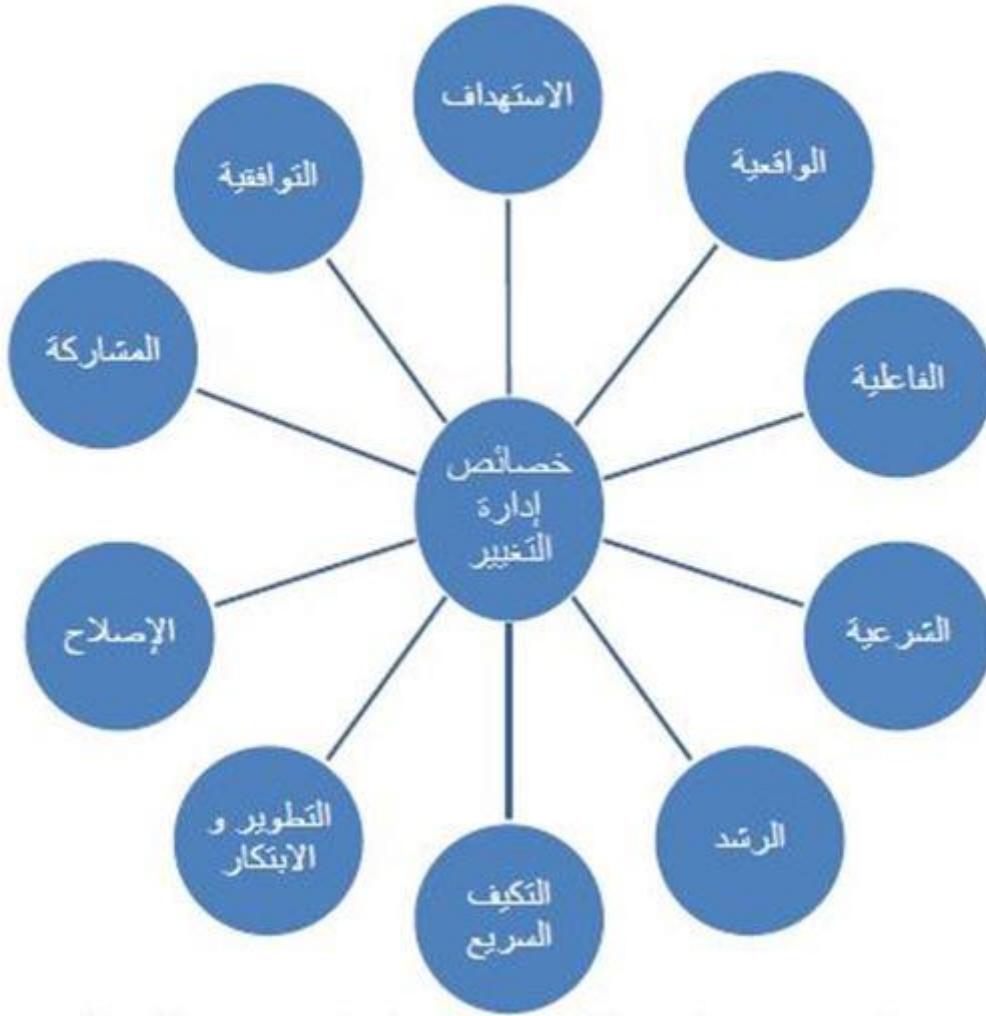 الاستهداف
الواقعية
الفاعلية
الشرعية
الرشد
التكيف
السريع
التطوير و
الابتكار
الإصلاح
المشاركة
التوافقية
خصائص
إدارة
التغيير